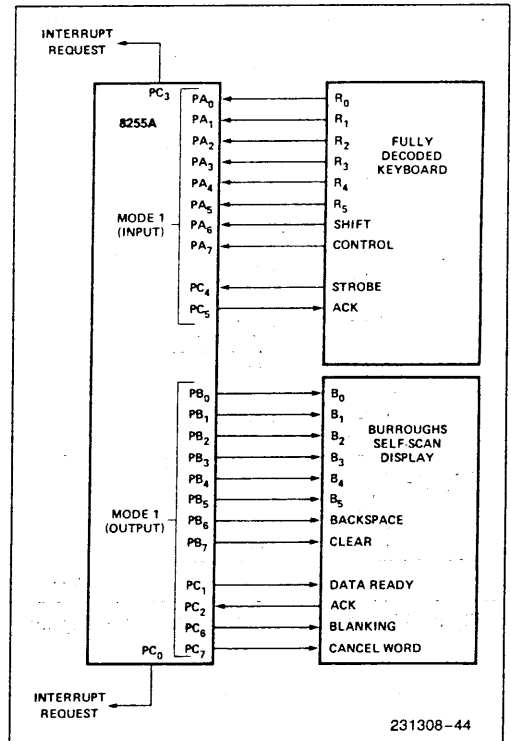 INTERRUPT
REQUEST
PC3
8255A
MODE 1
(INPUT)
PA0 R0
PA1 R1
PA2 R2
PA3 R3
PA4 R4
PA5 R5
PA6 SHIFT
PA7 CONTROL
PC4 STROBE
PC5 ACK
FULLY
DECODED
KEYBOARD
MODE 1
(OUTPUT)
PB0 B0
PB1 B1
PB2 B2
PB3 B3
PB4 B4
PB5 B5
PB6 BACKSPACE
PB7 CLEAR
PC1 DATA READY
PC2 ACK
PC6 BLANKING
PC7 CANCEL WORD
BURROUGHS
SELF-SCAN
DISPLAY
PC0
INTERRUPT
REQUEST
231308-44